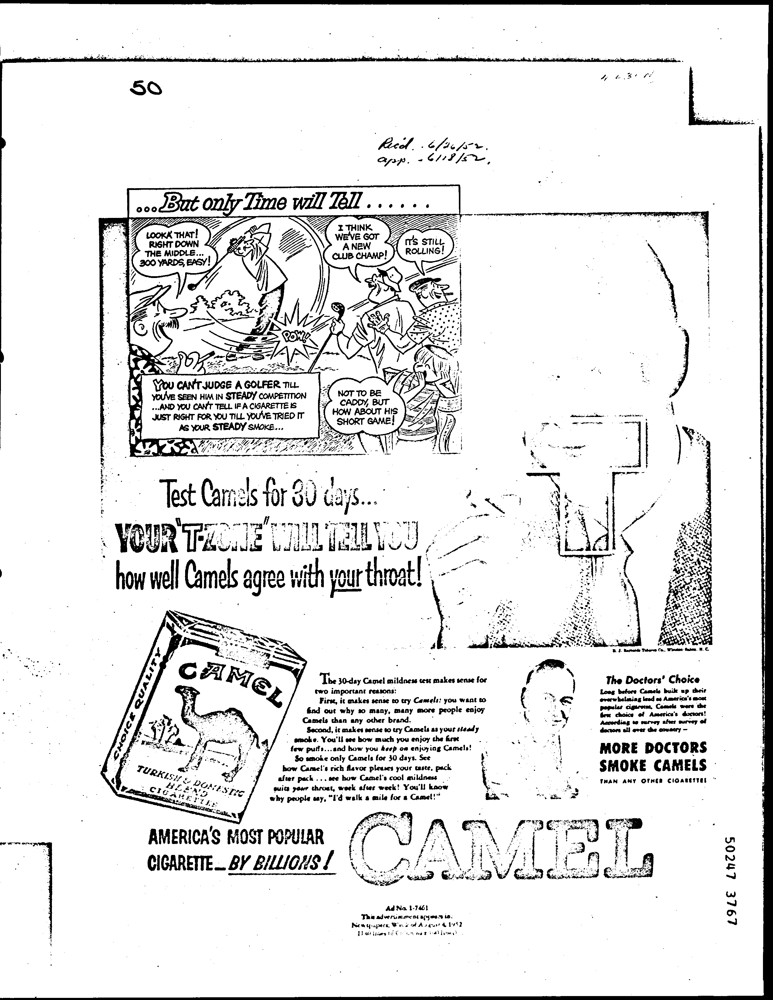 50
Rec'd. 6/26/52.
app. - 6/18/52.
...But only Time will Tell......
LOOKA THAT!
RIGHT DOWN
THE MIDDLE...
300 YARDS, EASY!
I THINK
WE'VE GOT
A NEW
CLUB CHAMP!
IT'S STILL
ROLLING!
POW!
YOU CAN'T JUDGE A GOLFER TILL
YOU'VE SEEN HIM IN STEADY COMPETITION
...AND YOU CAN'T TELL IF A CIGARETTE IS
JUST RIGHT FOR YOU TILL YOU'VE TRIED IT
AS YOUR STEADY SMOKE...
NOT TO BE
CADDY, BUT
HOW ABOUT HIS
SHORT GAME!
Test Camels for 30 days...
YOUR 'T-ZONE' WILL TELL YOU
how well Camels agree with your throat!
T
R. J. Reynolds Tobacco Co., Winston-Salem, N. C.
CAMEL
CHOICE QUALITY
TURKISH & DOMESTIC
BLEND
CIGARETTES
The 30-day Camel mildness test makes sense for
two important reasons:
First, it makes sense to try Camels: you want to
find out why so many, many more people enjoy
Camels than any other brand.
Second, it makes sense to try Camels as your steady
smoke. You'll see how much you enjoy the first
few puffs...and how you keep on enjoying Camels!
So smoke only Camels for 30 days. See
how Camel's rich flavor pleases your taste, pack
after pack ... see how Camel's cool mildness
suits your throat, week after week! You'll know
why people say, "I'd walk a mile for a Camel!"
The Doctors' Choice
Long before Camels built up their
overwhelming lead as America's most
popular cigarette, Camels were the
first choice of America's doctors!
According to survey after survey of
doctors all over the country —
MORE DOCTORS
SMOKE CAMELS
THAN ANY OTHER CIGARETTE!
AMERICA'S MOST POPULAR
CIGARETTE_BY BILLIONS!
CAMEL
50247 3767
Ad No. 1-7461
This advertisement appears in:
Newspapers, Week of August 4, 1952